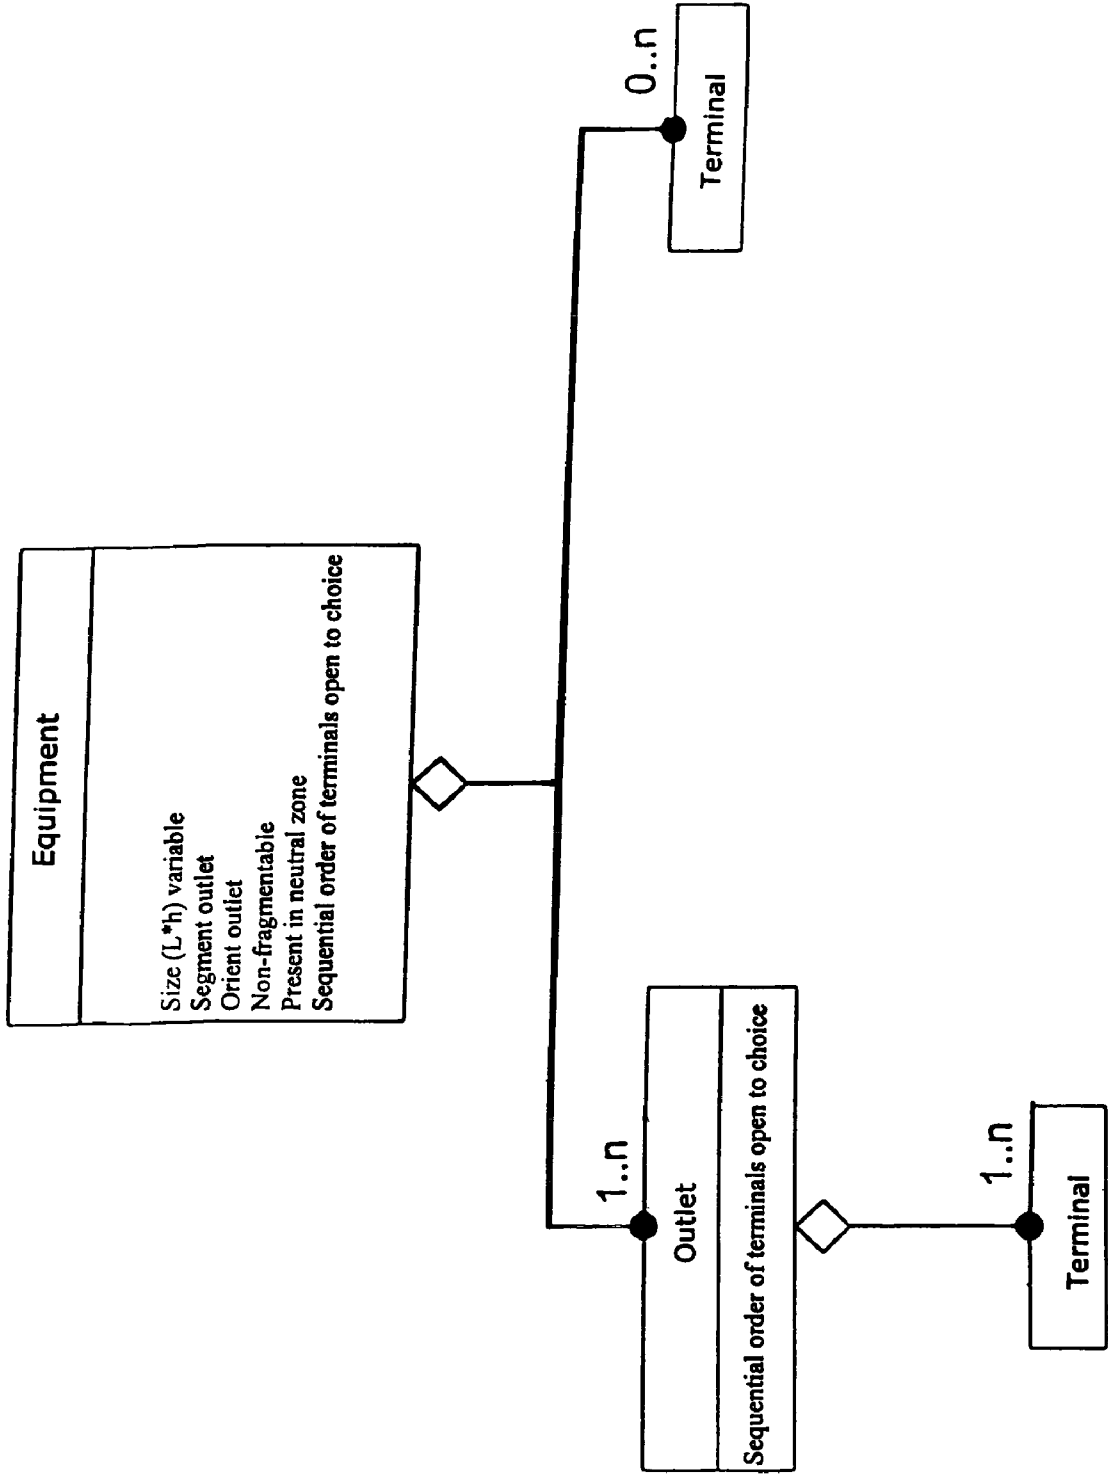 Equipment
Size (L*h) variable
Segment outlet
Orient outlet
Non-fragmentable
Present in neutral zone
Sequential order of terminals open to choice
1..n
0..n
Outlet
Terminal
Sequential order of terminals open to choice
1..n
Terminal